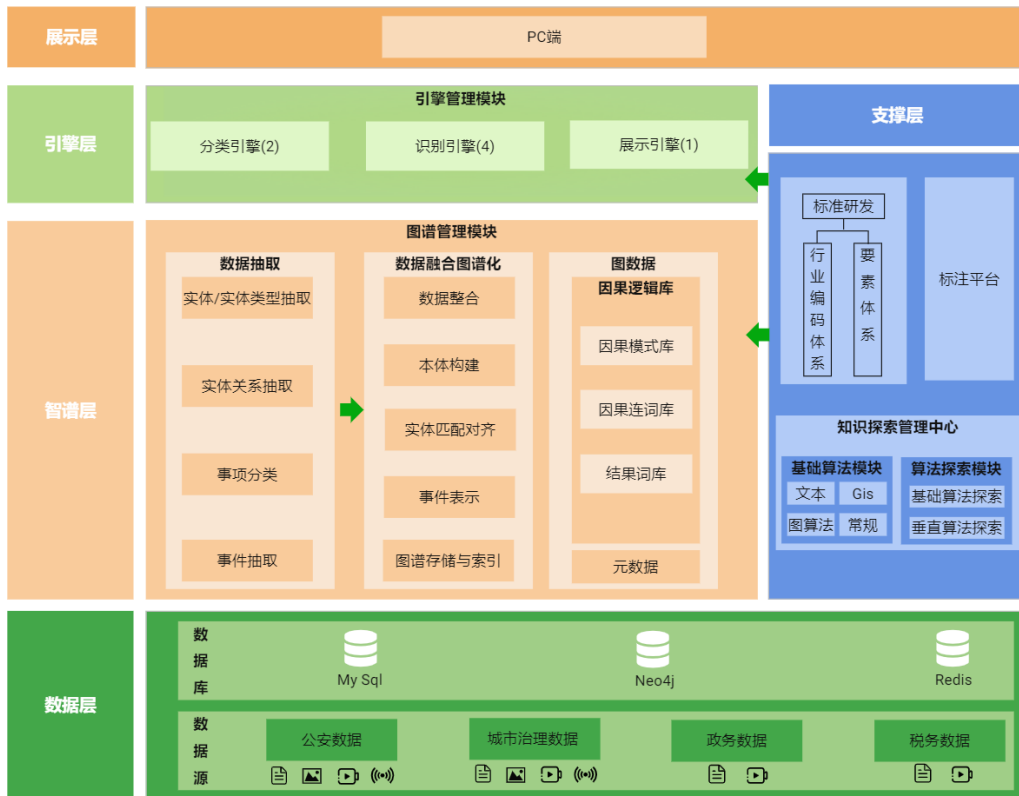 展示层
PC端
引擎层
引擎管理模块
分类引擎(2)
识别引擎(4)
展示引擎(1)
支撑层
标准研发
行业编码体系
要素体系
标注平台
知识探索管理中心
基础算法模块
文本
Gis
图算法
常规
算法探索模块
基础算法探索
垂直算法探索
智谱层
图谱管理模块
数据抽取
实体/实体类型抽取
实体关系抽取
事项分类
事件抽取
数据融合图谱化
数据整合
本体构建
实体匹配对齐
事件表示
图谱存储与索引
图数据
因果逻辑库
因果模式库
因果连词库
结果词库
元数据
数据层
数据库
My Sql
Neo4j
Redis
数据源
公安数据
城市治理数据
政务数据
税务数据